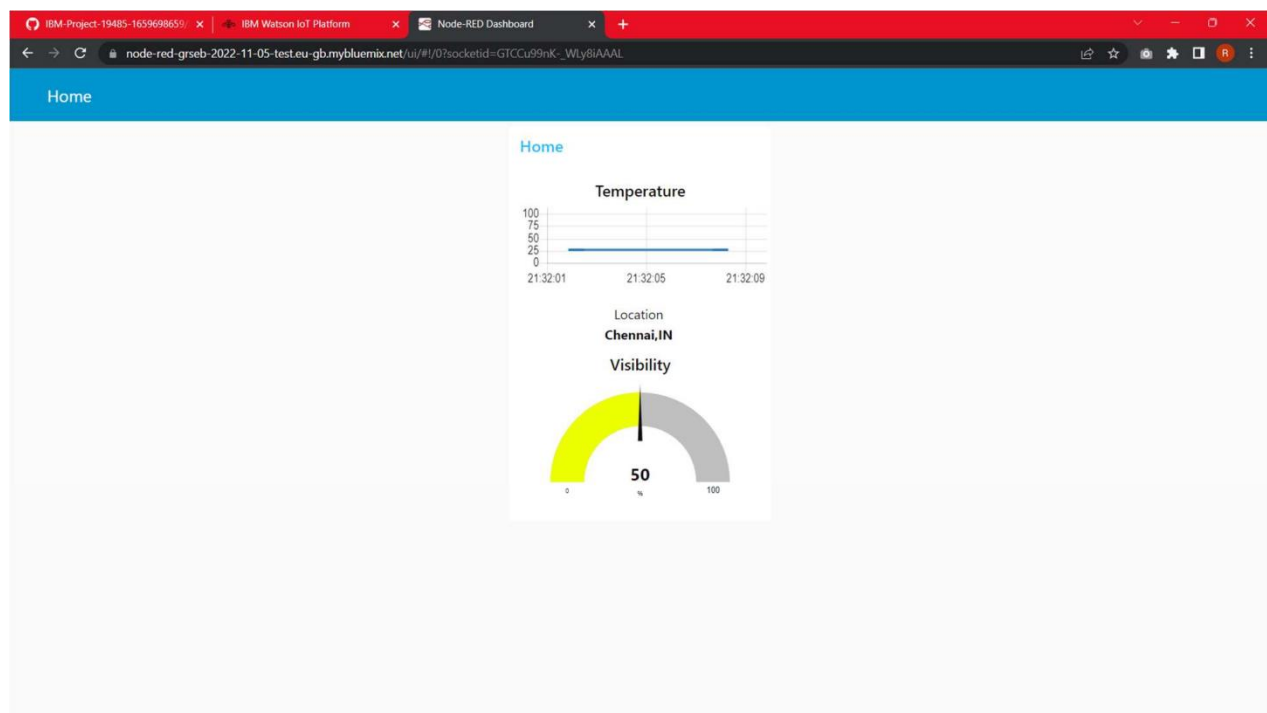 IBM-Project-19485-1659698659/ IBM Watson IoT Platform Node-RED Dashboard
node-red-grseb-2022-11-05-test.eu-gb.mybluemix.net/ui/#!/0?socketid=GTCCu99nK-_WLy8iAAAL R
Home
Home
Temperature
100
75
50
25
0
21:32:01 21:32:05 21:32:09
Location
Chennai,IN
Visibility
50
0 % 100